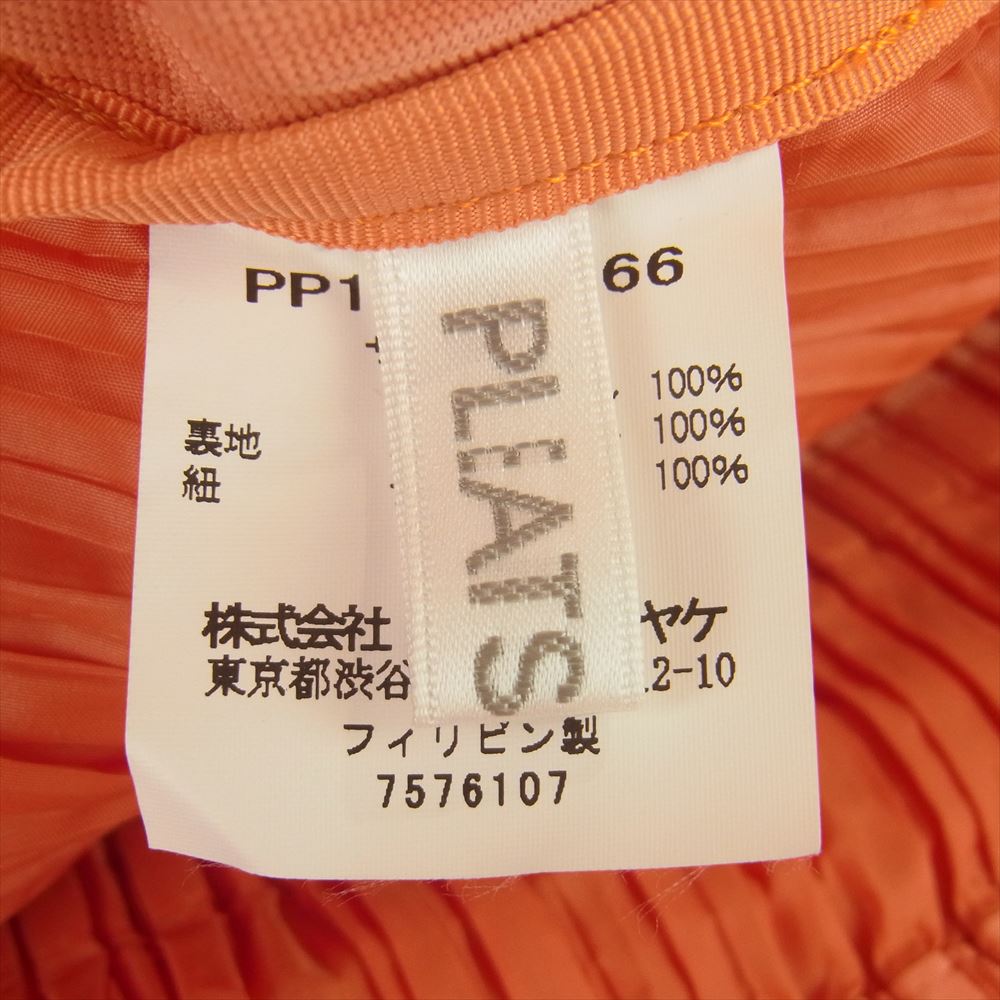 PP1 66
100%
裏地 100%
紐 100%
株式会社 ヤケ
東京都渋谷 12-10
フィリピン製
7576107
PLEATS